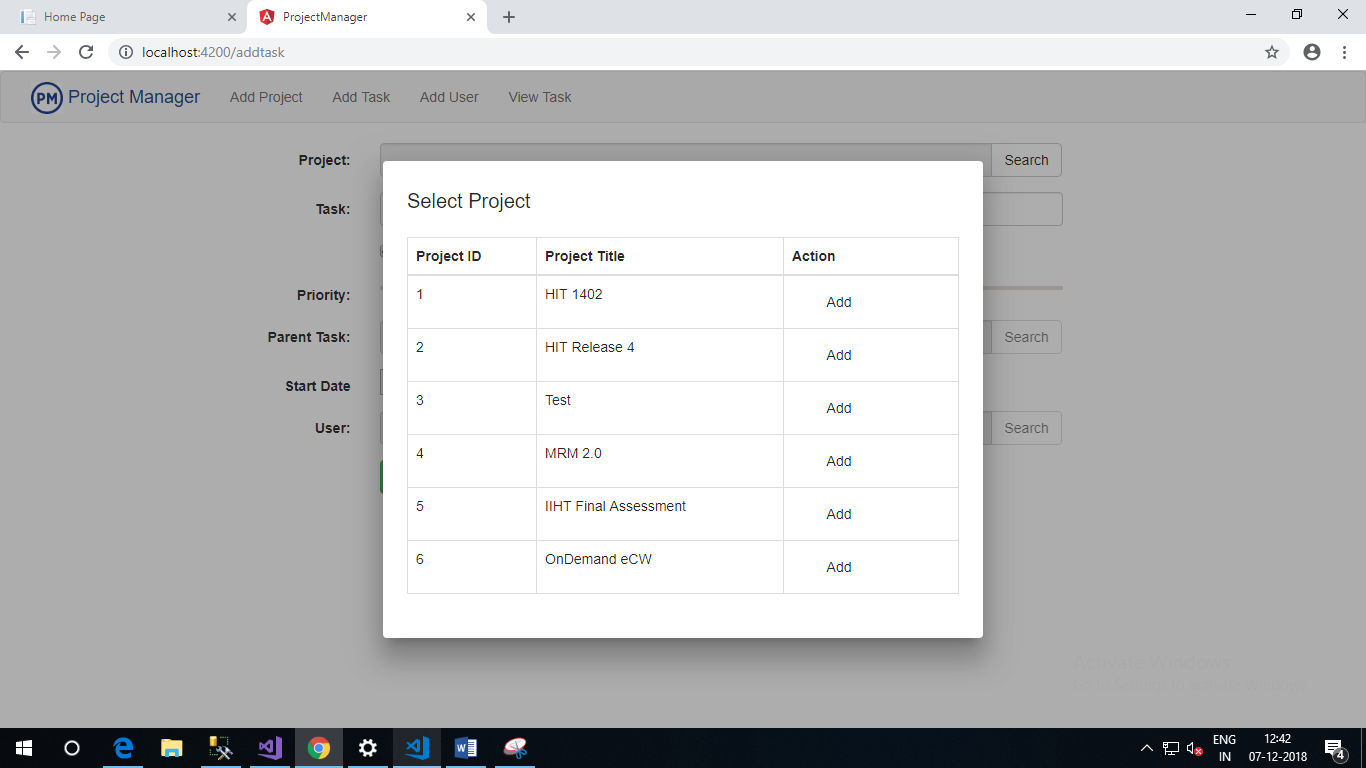 Home Page
ProjectManager
localhost:4200/addtask
PM Project Manager Add Project Add Task Add User View Task
Project: Search
Task:
Select Project
Project ID Project Title Action
1 HIT 1402 Add
2 HIT Release 4 Add
3 Test Add
4 MRM 2.0 Add
5 IIHT Final Assessment Add
6 OnDemand eCW Add
Priority:
Parent Task: Search
Start Date
User: Search
Activate Windows
ENG
IN
12:42
07-12-2018
4